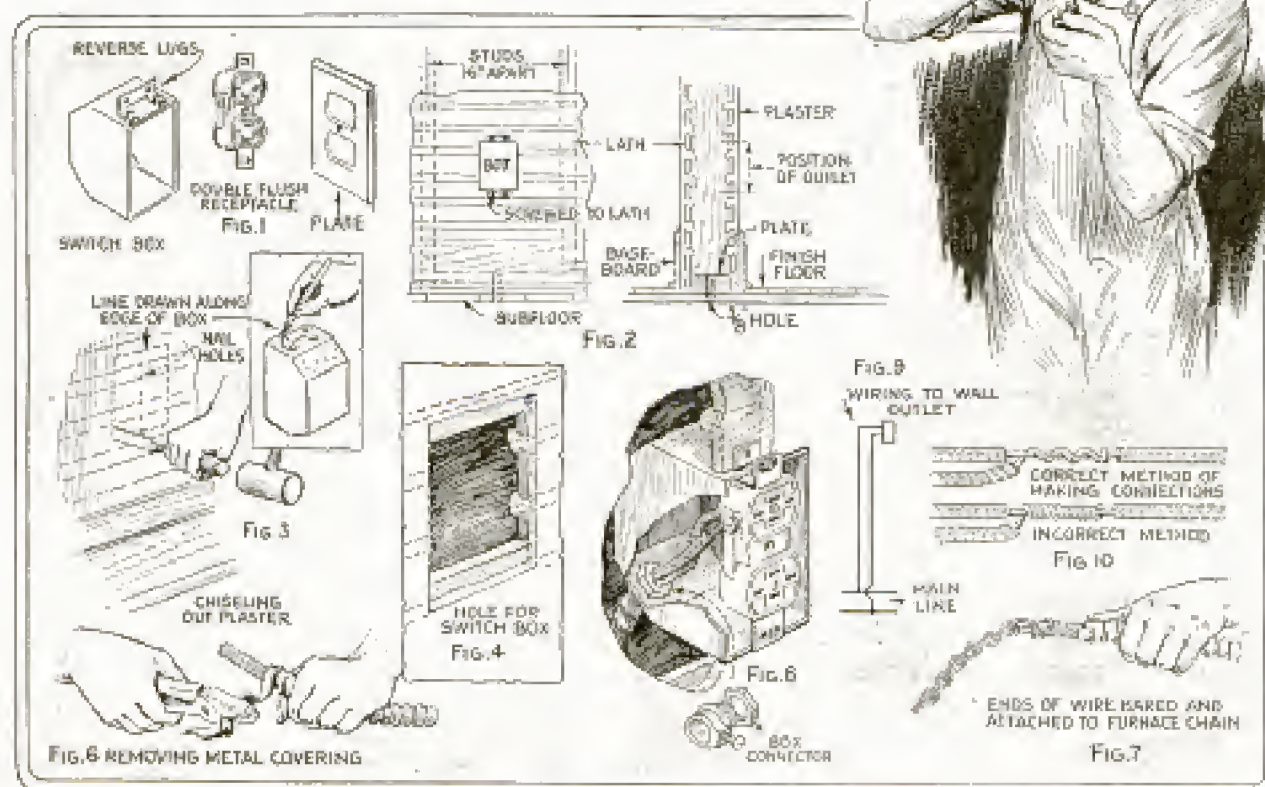 REVERSE LUGS
SWITCH BOX
DOUBLE FLUSH
RECEPTACLE
FIG.1
PLATE
STUDS
16" APART
BOX
SCREWED TO LATH
SUBFLOOR
LATH
BASE-
BOARD
PLASTER
POSITION
OF OUTLET
PLATE
FINISH
FLOOR
HOLE
FIG.2
LINE DRAWN ALONG
EDGE OF BOX
NAIL
HOLES
FIG.3
CHISELING
OUT PLASTER
HOLE FOR
SWITCH BOX
FIG.4
FIG.6 REMOVING METAL COVERING
FIG.8
BOX
CONNECTOR
FIG.9
WIRING TO WALL
OUTLET
MAIN
LINE
CORRECT METHOD OF
MAKING CONNECTIONS
INCORRECT METHOD
FIG 10
ENDS OF WIRE BARED AND
ATTACHED TO FURNACE CHAIN
FIG.7